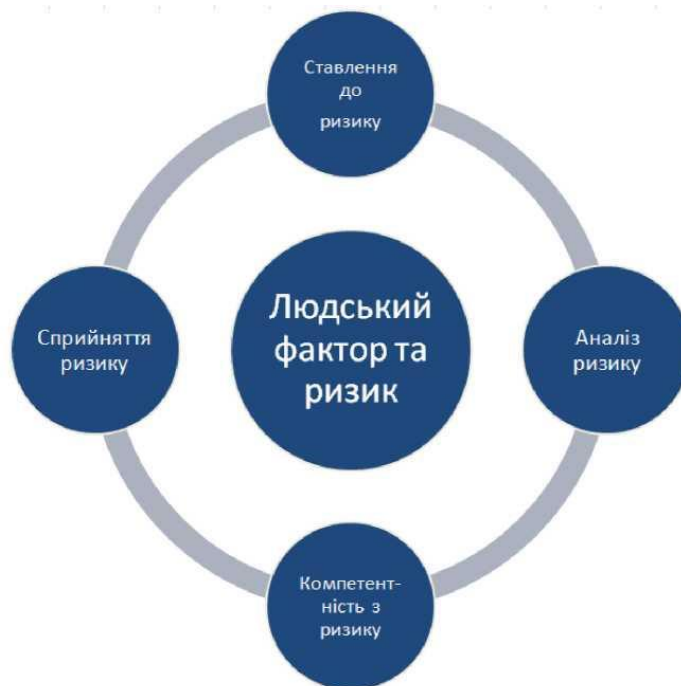 Ставлення
до
ризику
Сприйняття
ризику
Людський
фактор та
ризик
Аналіз
ризику
Компетент-
ність з
ризику